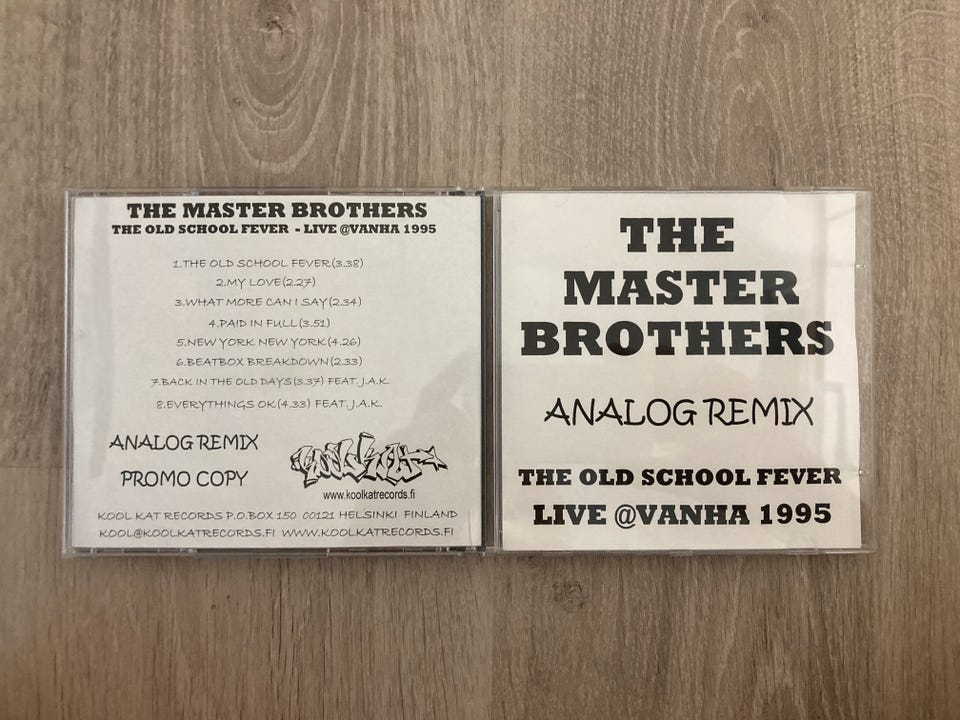 THE MASTER BROTHERS
THE OLD SCHOOL FEVER - LIVE @VANHA 1995
1.THE OLD SCHOOL FEVER(3.38)
2.MY LOVE(2.27)
3.WHAT MORE CAN I SAY(2.34)
4.PAID IN FULL(3.51)
5.NEW YORK NEW YORK(4.26)
6.BEATBOX BREAKDOWN(2.33)
7.BACK IN THE OLD DAYS(3.37) FEAT.J.A.K.
8.EVERYTHINGS OK(4.33) FEAT.J.A.K.
ANALOG REMIX
PROMO COPY
www.koolkatrecords.fi
KOOL KAT RECORDS P.O.BOX 150 00121 HELSINKI FINLAND
KOOL@KOOLKATRECORDS.FI WWW.KOOLKATRECORDS.FI
THE
MASTER
BROTHERS
ANALOG REMIX
THE OLD SCHOOL FEVER
LIVE @VANHA 1995